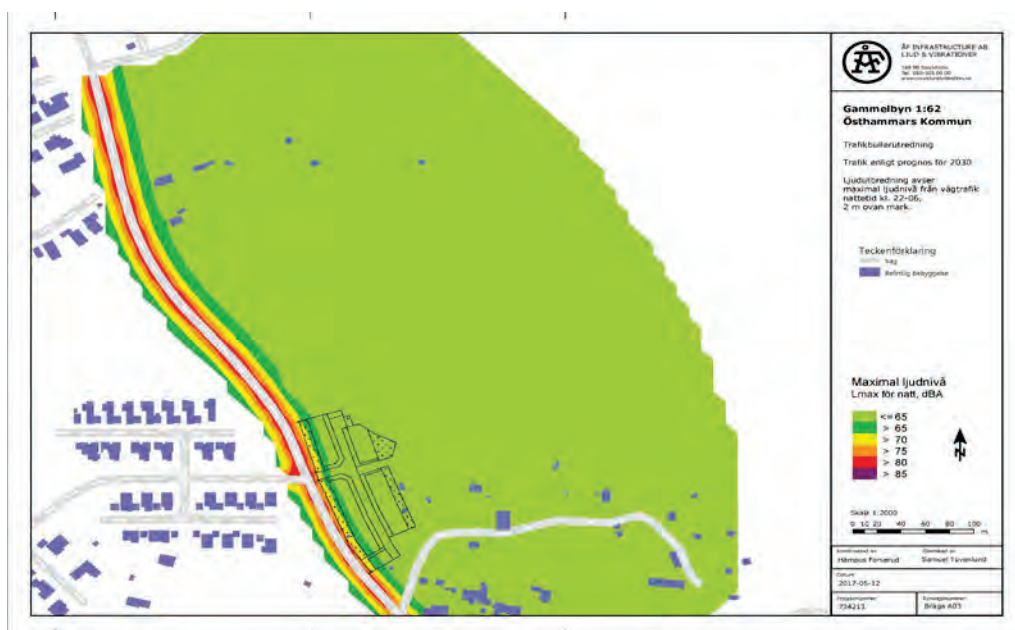 ÅF INFRASTRUCTURE AB
LJUD & VIBRATIONER
ÅF
Gammelbyn 1:62
Östhammars Kommun
Trafikbullerutredning
Trafik enligt prognos för 2030
Ljudutbredning avser
maximal ljudnivå från vägtrafik
nattetid kl. 22-06,
2 m ovan mark.
Teckenförklaring
Väg
Befintlig bebyggelse
Maximal ljudnivå
Lmax för natt, dBA
<= 65
> 65
> 70
> 75
> 80
> 85
N
Skala 1:2000
0 10 20 40 60 80 100
m
Hampus
Samuel
Datum
2017-05-12
734211
Bilaga A03